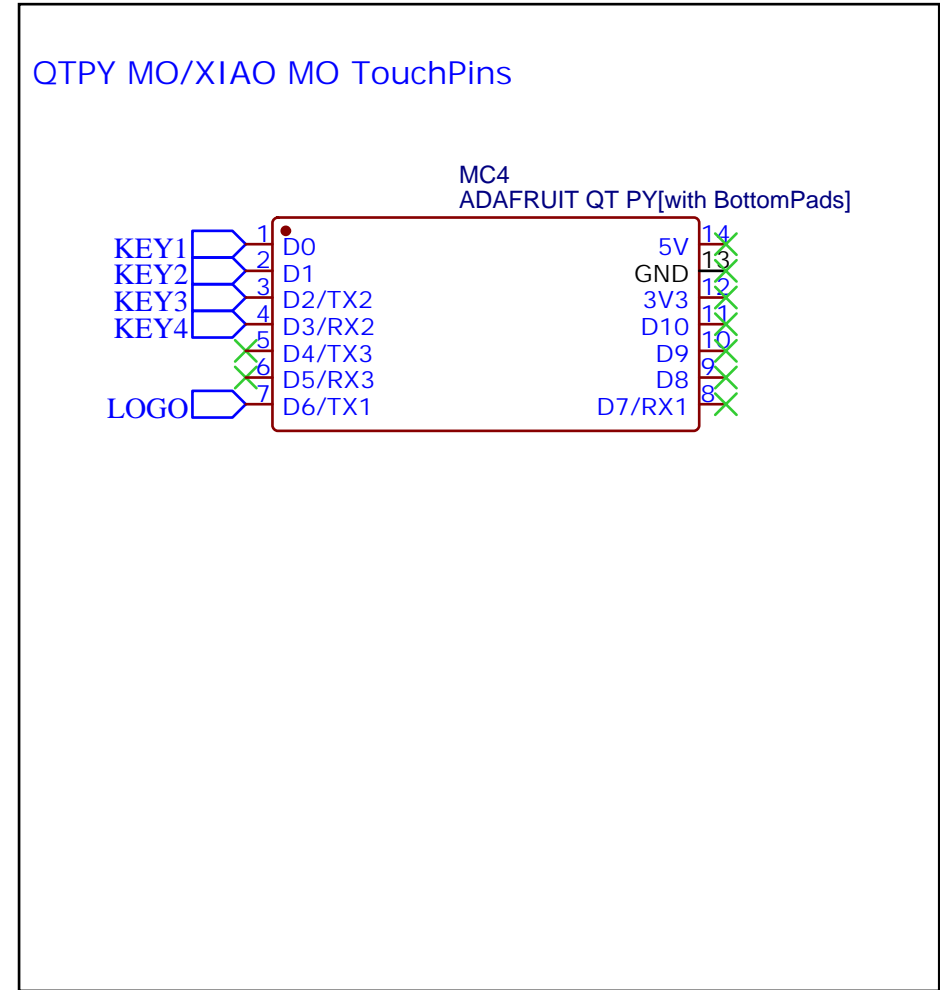 QTPY MO/XIAO MO TouchPins
MC4
ADAFRUIT QT PY[with BottomPads]
KEY1 1 D0 5V 14
KEY2 2 D1 GND 13
KEY3 3 D2/TX2 3V3 12
KEY4 4 D3/RX2 D10 11
5 D4/TX3 D9 10
6 D5/RX3 D8 9
LOGO 7 D6/TX1 D7/RX1 8